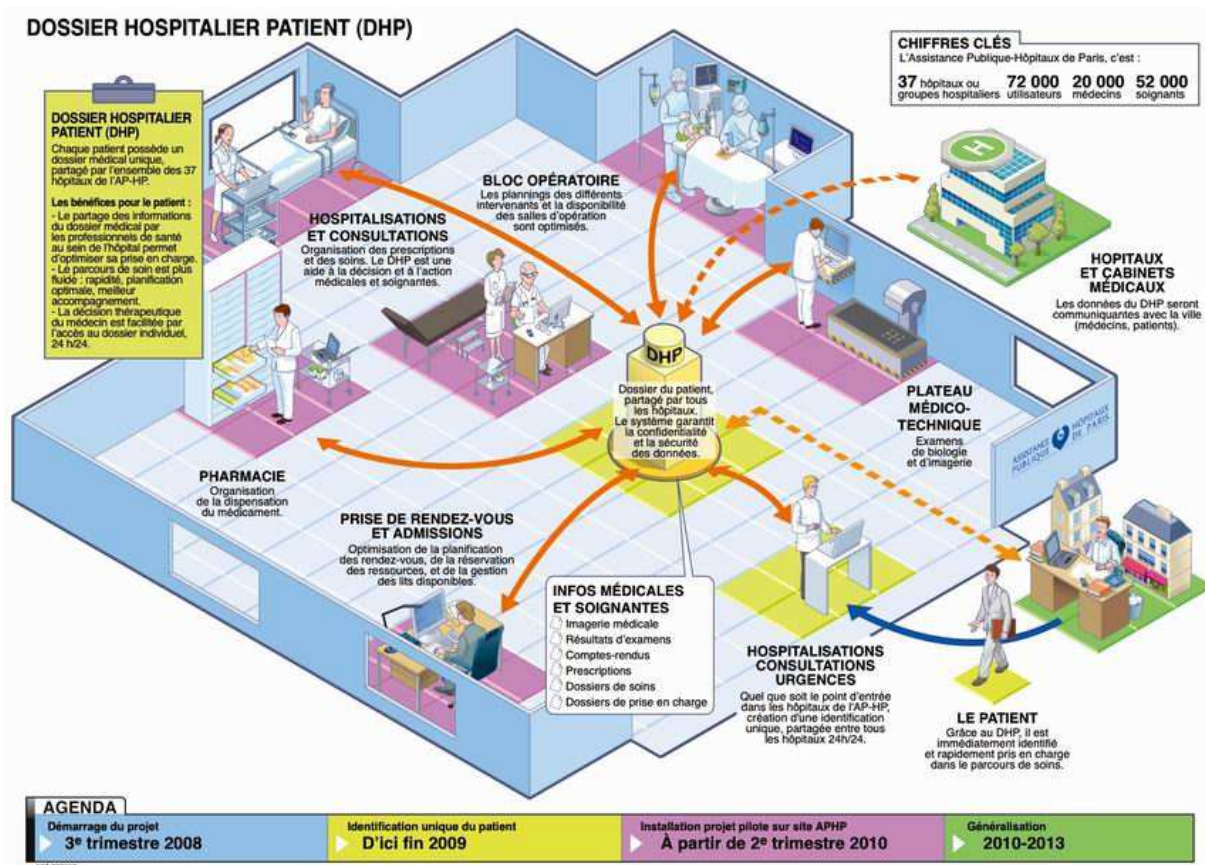 DOSSIER HOSPITALIER PATIENT (DHP)
CHIFFRES CLÉS
L'Assistance Publique-Hôpitaux de Paris, c'est :
37 hôpitaux ou groupes hospitaliers
72 000 utilisateurs
20 000 médecins
52 000 soignants
DOSSIER HOSPITALIER
PATIENT (DHP)
Chaque patient possède un
dossier médical unique,
partagé par l'ensemble des 37
hôpitaux de l'AP-HP.
Les bénéfices pour le patient :
- Le partage des informations
du dossier médical par
les professionnels de santé
au sein de l'hôpital permet
d'optimiser sa prise en charge.
- Le parcours de soin est plus
fluide : rapidité, planification
optimale, meilleur
accompagnement.
- La décision thérapeutique
du médecin est facilitée par
l'accès au dossier individuel,
24 h/24.
HOSPITALISATIONS
ET CONSULTATIONS
Organisation des prescriptions
et des soins. Le DHP est une
aide à la décision et à l'action
médicales et soignantes.
BLOC OPÉRATOIRE
Les plannings des différents
intervenants et la disponibilité
des salles d'opération
sont optimisés.
HOPITAUX
ET CABINETS
MÉDICAUX
Les données du DHP seront
communiquantes avec la ville
(médecins, patients).
DHP
Dossier du patient,
partagé par tous
les hôpitaux.
Le système garantit
la confidentialité
et la sécurité
des données.
PLATEAU
MÉDICO-
TECHNIQUE
Examens
de biologie
et d'imagerie
ASSISTANCE PUBLIQUE
HÔPITAUX DE PARIS
PHARMACIE
Organisation
de la dispensation
du médicament.
PRISE DE RENDEZ-VOUS
ET ADMISSIONS
Optimisation de la planification
des rendez-vous, de la réservation
des ressources, et de la gestion
des lits disponibles.
INFOS MÉDICALES
ET SOIGNANTES
Imagerie médicale
Résultats d'examens
Comptes-rendus
Prescriptions
Dossiers de soins
Dossiers de prise en charge
HOSPITALISATIONS
CONSULTATIONS
URGENCES
Quel que soit le point d'entrée
dans les hôpitaux de l'AP-HP,
création d'une identification
unique, partagée entre tous
les hôpitaux 24h/24.
LE PATIENT
Grâce au DHP, il est
immédiatement identifié
et rapidement pris en charge
dans le parcours de soins.
AGENDA
Démarrage du projet
3e trimestre 2008
Identification unique du patient
D'ici fin 2009
Installation projet pilote sur site APHP
À partir de 2e trimestre 2010
Généralisation
2010-2013